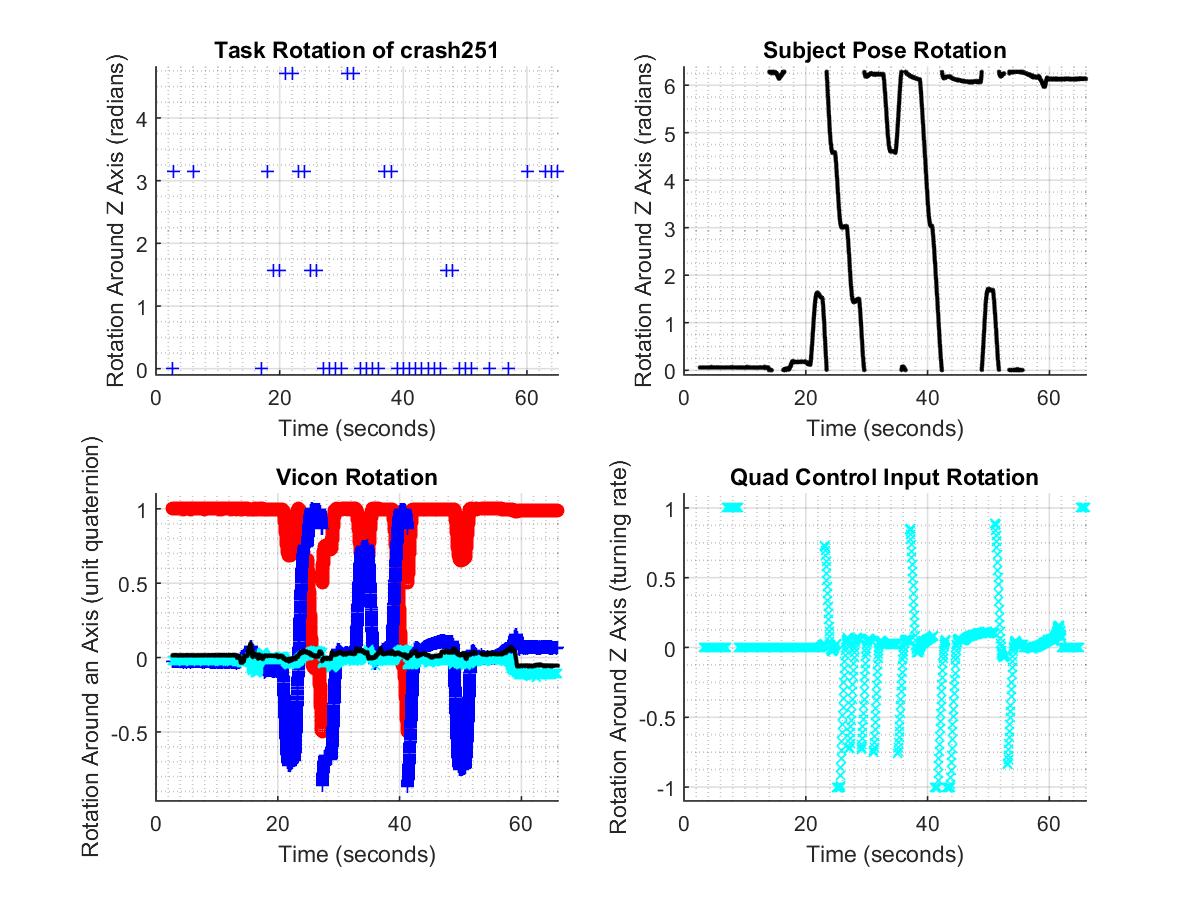 Task Rotation of crash251
Rotation Around Z Axis (radians)
4
3
2
1
0
0 20 40 60
Time (seconds)
Subject Pose Rotation
Rotation Around Z Axis (radians)
6
5
4
3
2
1
0
0 20 40 60
Time (seconds)
Vicon Rotation
Rotation Around an Axis (unit quaternion)
1
0.5
0
-0.5
0 20 40 60
Time (seconds)
Quad Control Input Rotation
Rotation Around Z Axis (turning rate)
1
0.5
0
-0.5
-1
0 20 40 60
Time (seconds)